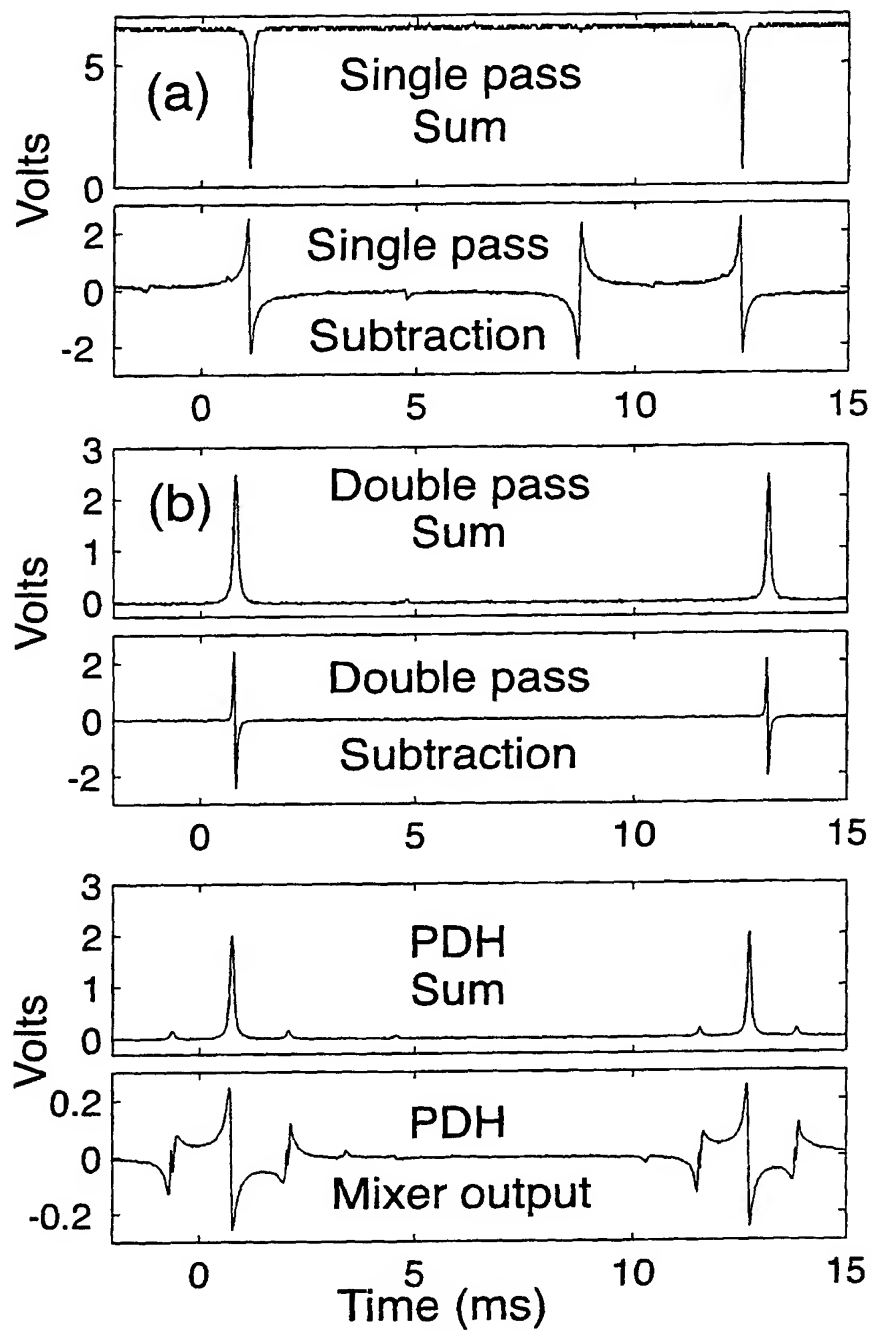 (a)
Single pass
Sum
5
0
Volts
Single pass
Subtraction
2
0
-2
0 5 10 15
(b)
Double pass
Sum
3
2
1
0
Volts
Double pass
Subtraction
2
0
-2
0 5 10 15
PDH
Sum
3
2
1
0
Volts
PDH
Mixer output
0.2
0
-0.2
0 5 10 15
Time (ms)